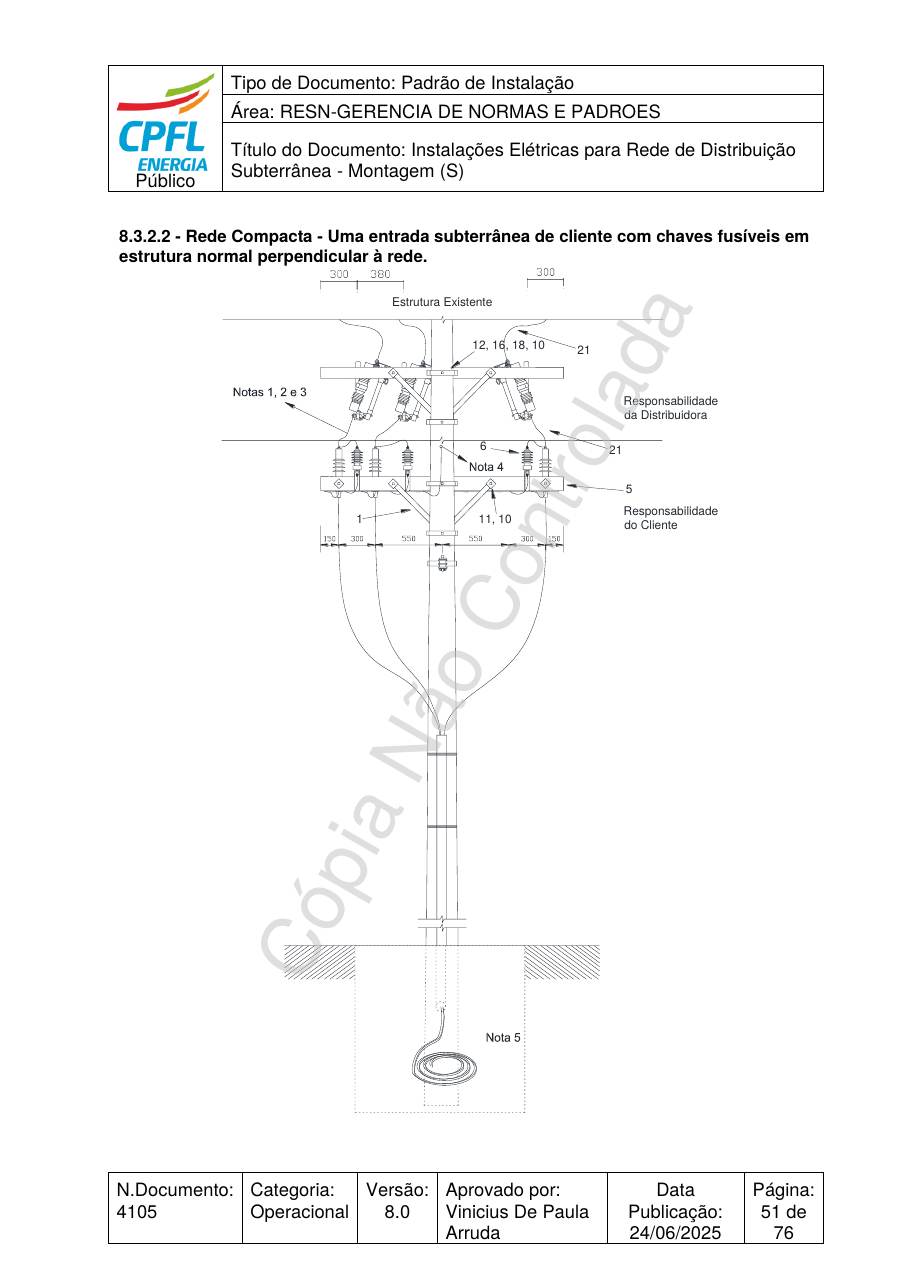 CPFL
ENERGIA
Público
Tipo de Documento: Padrão de Instalação
Área: RESN-GERENCIA DE NORMAS E PADROES
Título do Documento: Instalações Elétricas para Rede de Distribuição
Subterrânea - Montagem (S)
8.3.2.2 - Rede Compacta - Uma entrada subterrânea de cliente com chaves fusíveis em
estrutura normal perpendicular à rede.
300 380 300
Estrutura Existente
12, 16, 18, 10
21
Notas 1, 2 e 3
Responsabilidade
da Distribuidora
6
21
Nota 4
5
Responsabilidade
do Cliente
1
11, 10
150 300 550 550 300 150
Cópia Não Controlada
Nota 5
N.Documento:
4105
Categoria:
Operacional
Versão:
8.0
Aprovado por:
Vinicius De Paula
Arruda
Data
Publicação:
24/06/2025
Página:
51 de
76